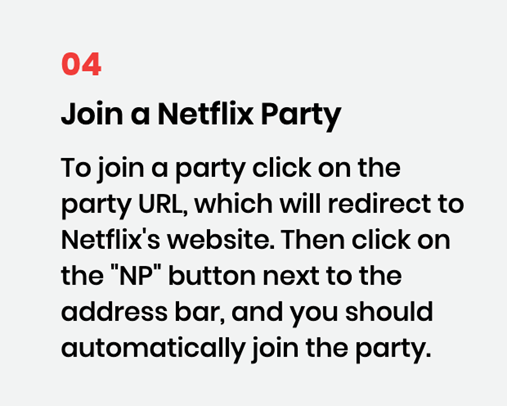 04
Join a Netflix Party
To join a party click on the
party URL, which will redirect to
Netflix's website. Then click on
the "NP" button next to the
address bar, and you should
automatically join the party.